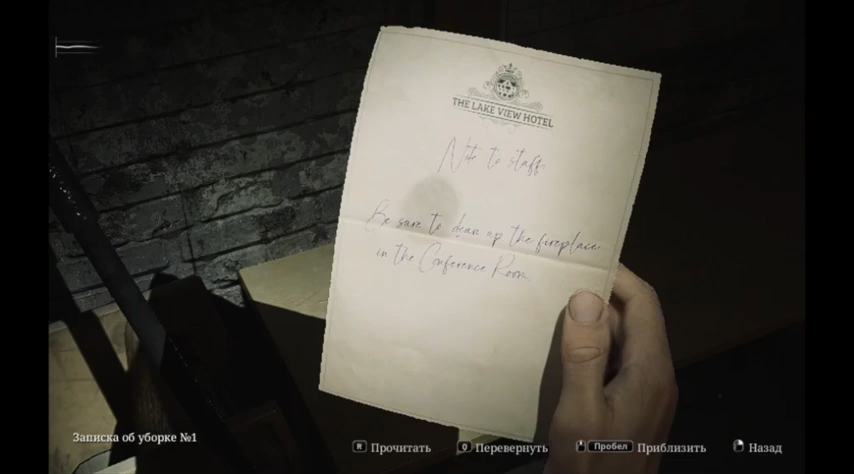 THE LAKE VIEW HOTEL
Note to staff
Be sure to clean up the fireplace
in the Conference Room.
Записка об уборке №1
R Прочитать Q Перевернуть Пробел Приблизить Назад